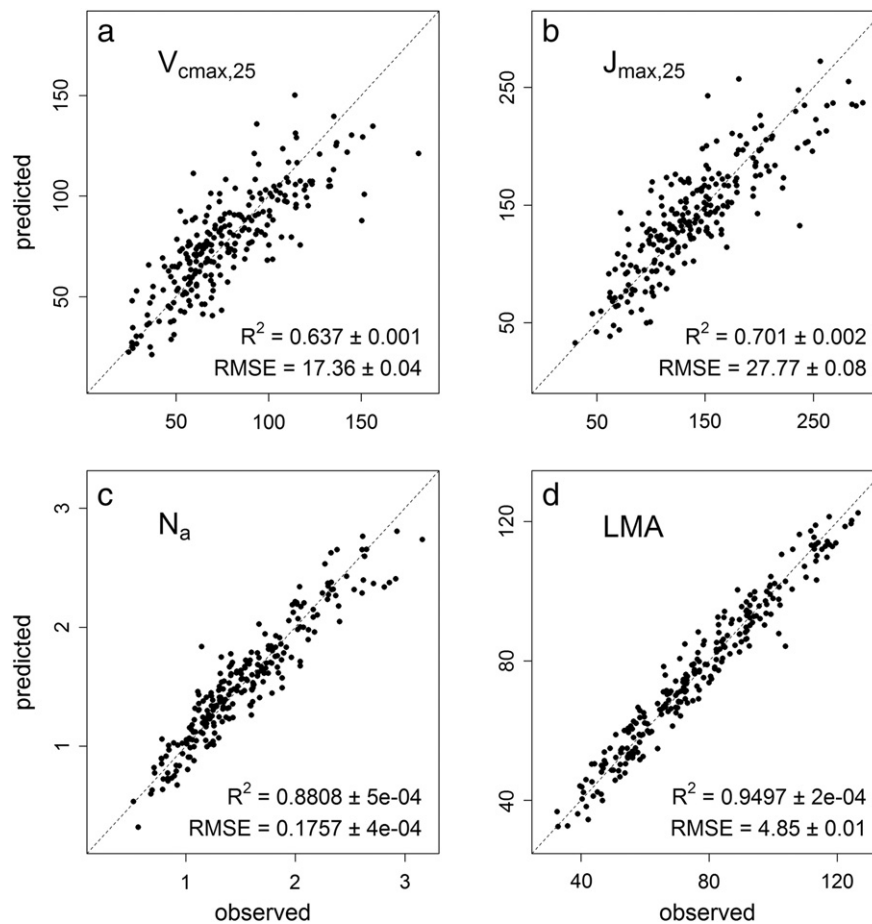 a
V cmax,25
150
100
50
predicted
R² = 0.637 ± 0.001
RMSE = 17.36 ± 0.04
50 100 150
b
J max,25
250
150
50
R² = 0.701 ± 0.002
RMSE = 27.77 ± 0.08
50 150 250
c
N a
3
2
1
predicted
R² = 0.8808 ± 5e-04
RMSE = 0.1757 ± 4e-04
1 2 3
observed
d
LMA
120
80
40
R² = 0.9497 ± 2e-04
RMSE = 4.85 ± 0.01
40 80 120
observed